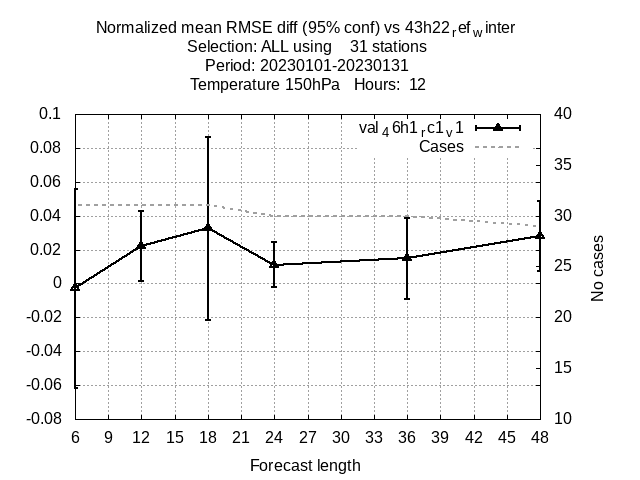 Normalized mean RMSE diff (95% conf) vs 43h22refwinter
Selection: ALL using 31 stations
Period: 20230101-20230131
Temperature 150hPa Hours: 12
0.1
0.08
0.06
0.04
0.02
0
-0.02
-0.04
-0.06
-0.08
40
35
30
25
20
15
10
val46h1rc1v1
Cases
No cases
6 9 12 15 18 21 24 27 30 33 36 39 42 45 48
Forecast length